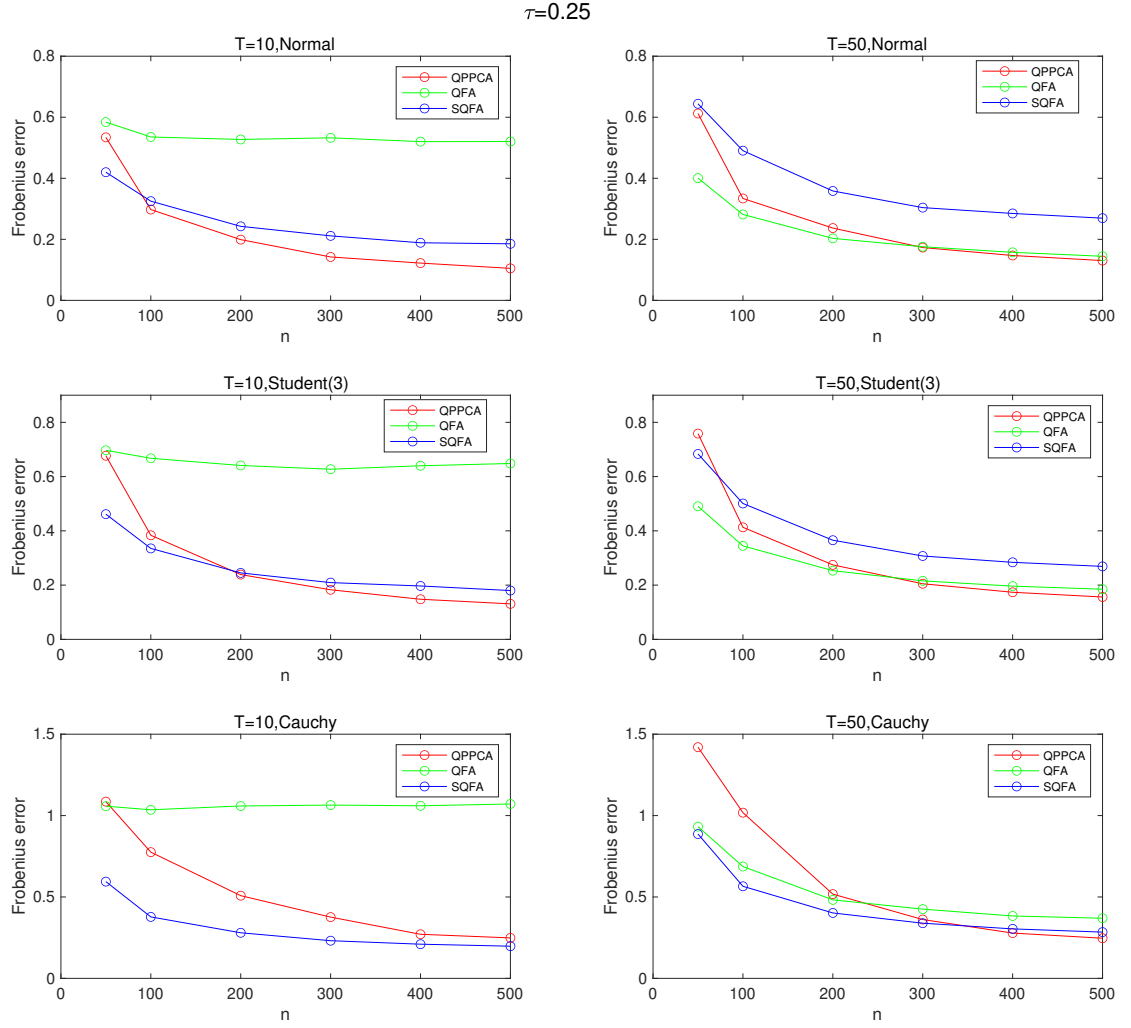 τ=0.25
T=10,Normal
Frobenius error
0.8
0.6
0.4
0.2
0
0 100 200 300 400 500
n
QPPCA
QFA
SQFA
T=50,Normal
Frobenius error
0.8
0.6
0.4
0.2
0
0 100 200 300 400 500
n
QPPCA
QFA
SQFA
T=10,Student(3)
Frobenius error
0.8
0.6
0.4
0.2
0
0 100 200 300 400 500
n
QPPCA
QFA
SQFA
T=50,Student(3)
Frobenius error
0.8
0.6
0.4
0.2
0
0 100 200 300 400 500
n
QPPCA
QFA
SQFA
T=10,Cauchy
Frobenius error
1.5
1
0.5
0
0 100 200 300 400 500
n
QPPCA
QFA
SQFA
T=50,Cauchy
Frobenius error
1.5
1
0.5
0
0 100 200 300 400 500
n
QPPCA
QFA
SQFA